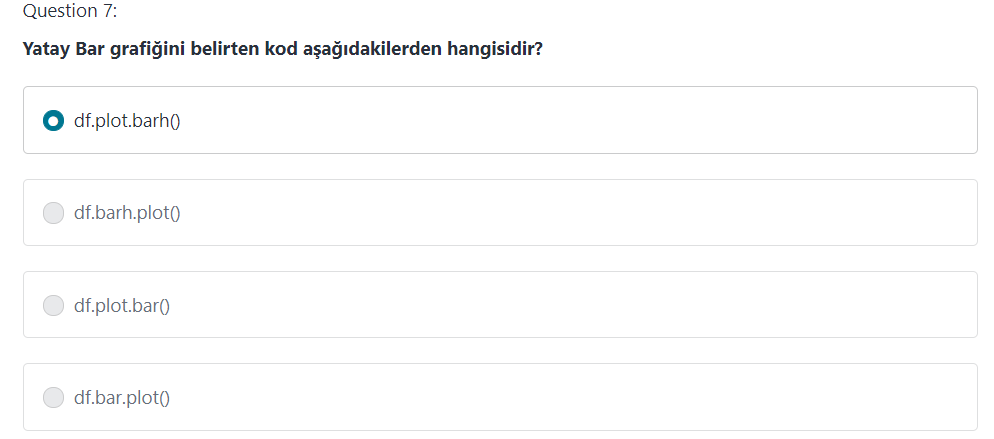 Question 7:
Yatay Bar grafiğini belirten kod aşağıdakilerden hangisidir?
df.plot.barh()
df.barh.plot()
df.plot.bar()
df.bar.plot()